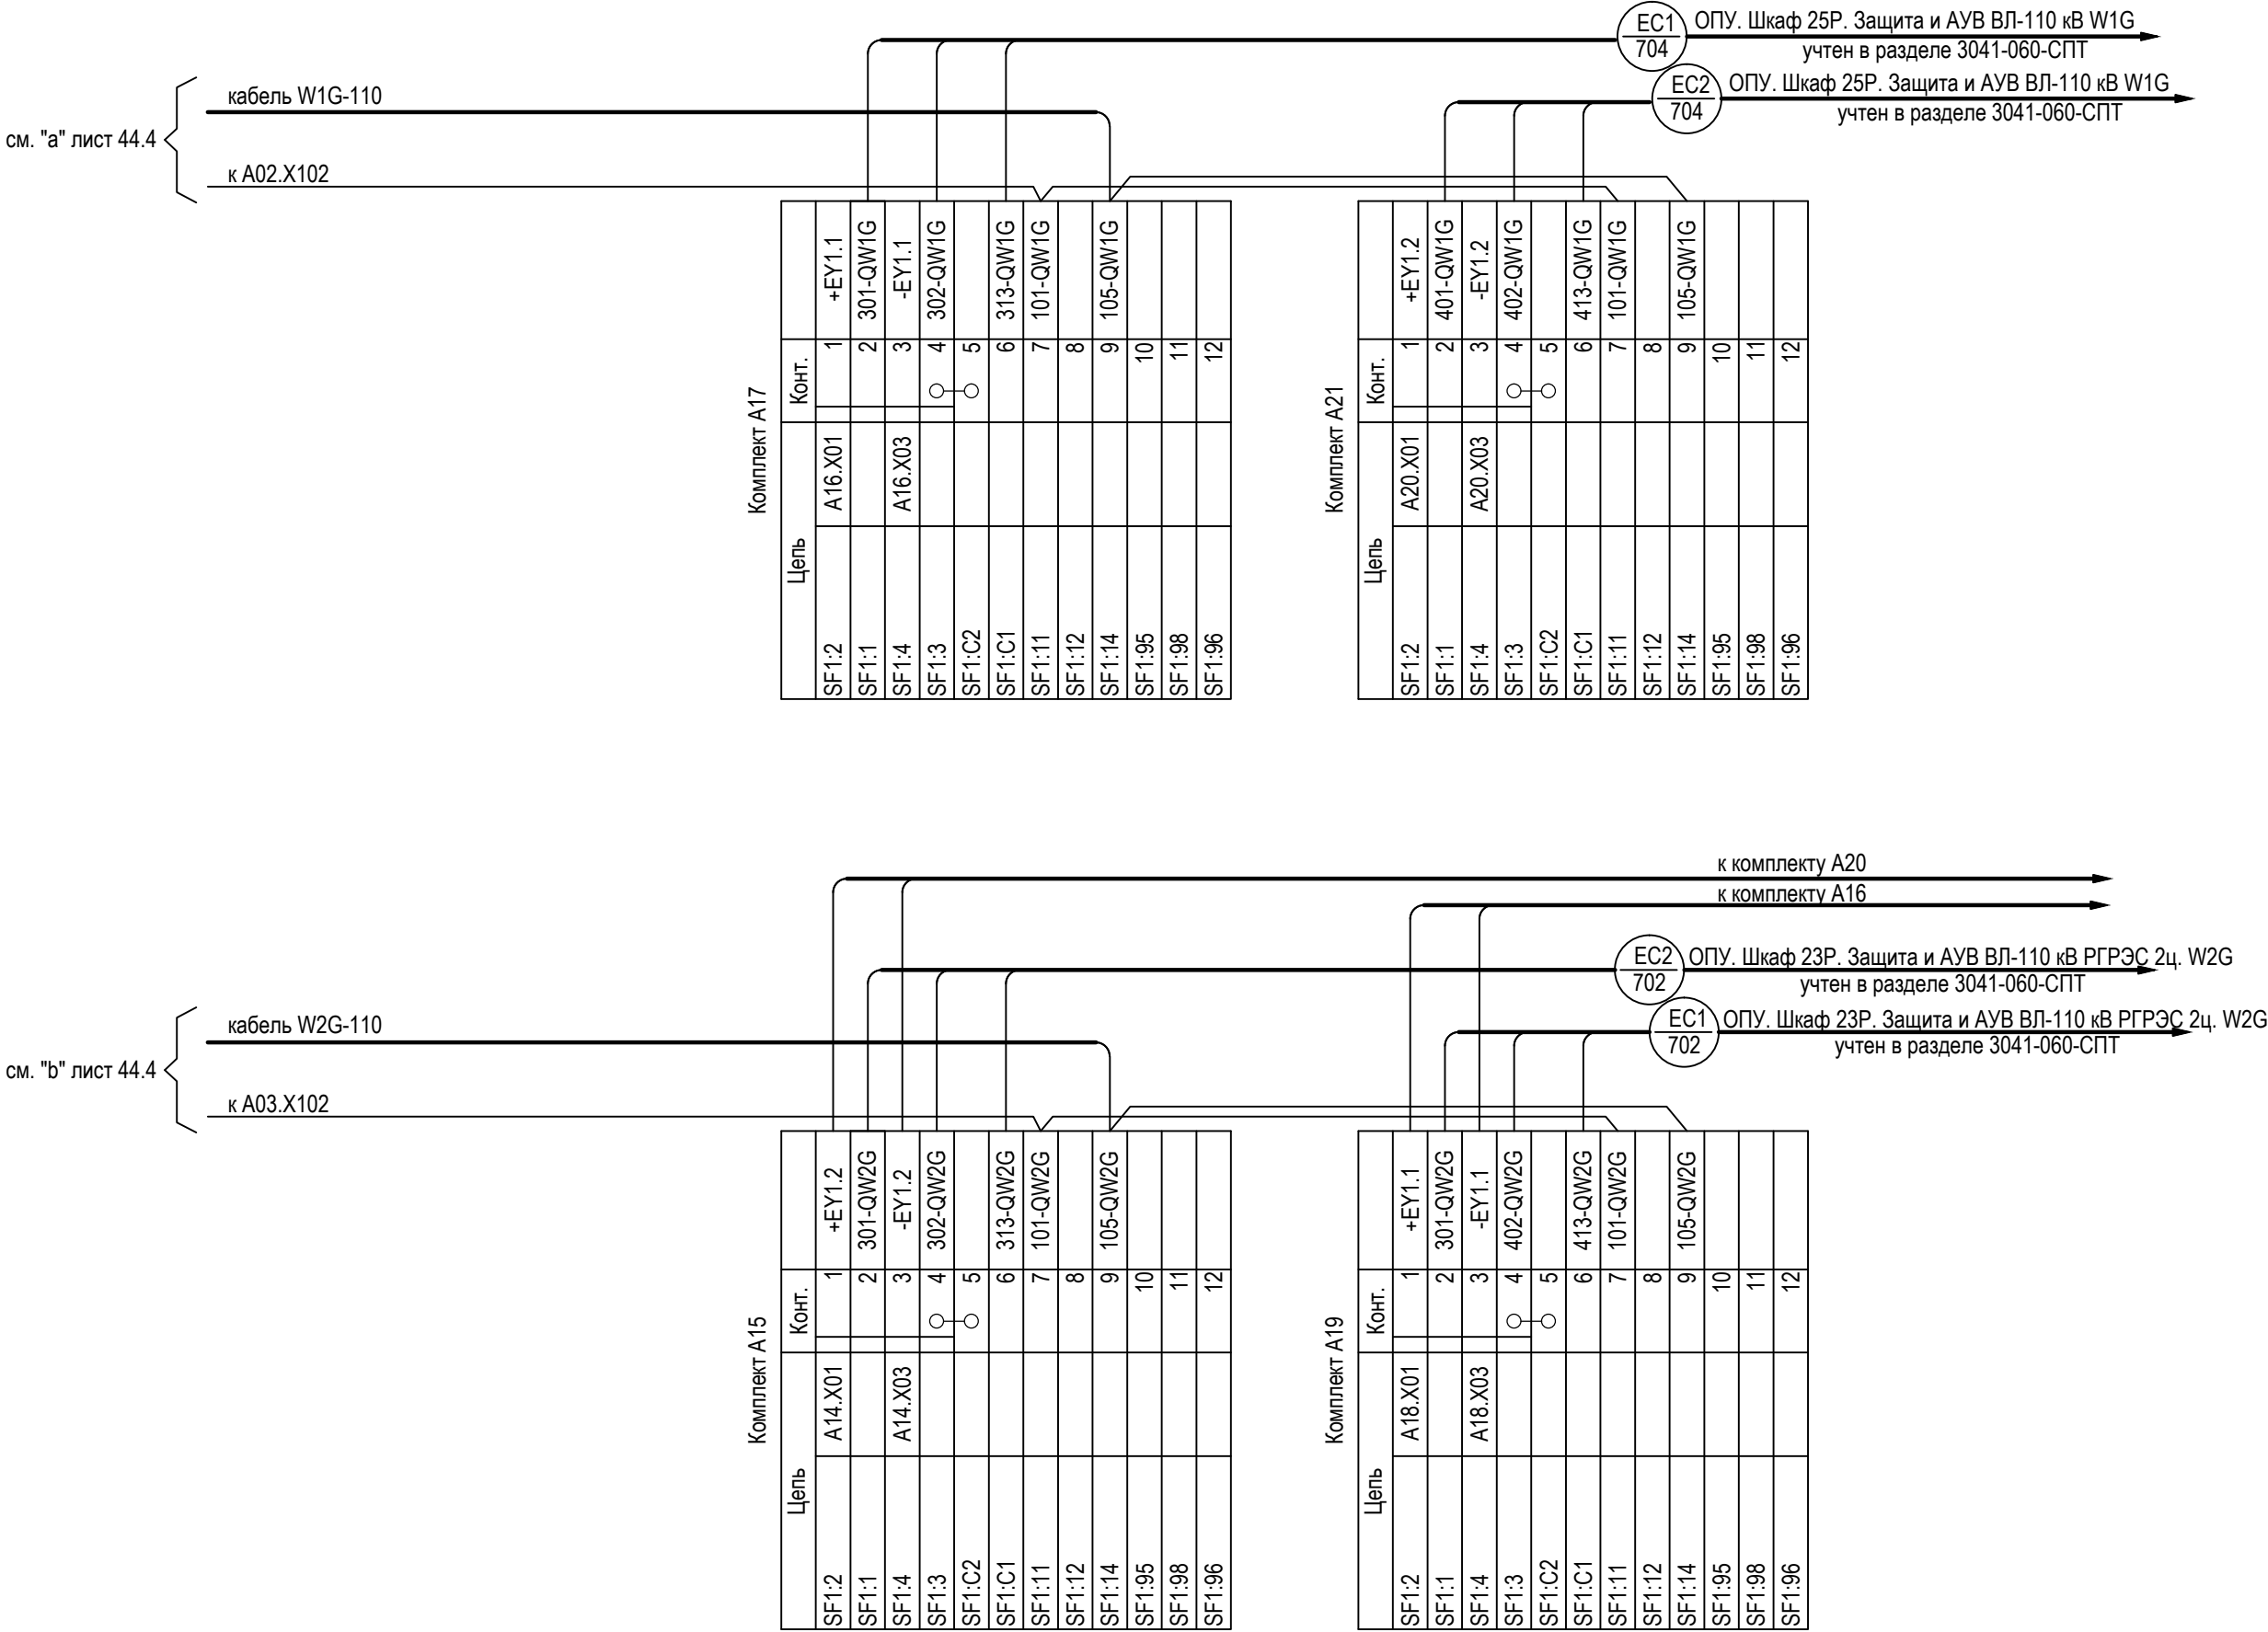 EC1
704
ОПУ. Шкаф 25Р. Защита и АУВ ВЛ-110 кВ W1G
учтен в разделе 3041-060-СПТ
EC2
704
ОПУ. Шкаф 25Р. Защита и АУВ ВЛ-110 кВ W1G
учтен в разделе 3041-060-СПТ
см. "а" лист 44.4
кабель W1G-110
к А02.Х102
Комплект А17
Цепь
Конт.
SF1:2 A16.X01 1 +EY1.1
SF1:1 2 301-QW1G
SF1:4 A16.X03 3 -EY1.1
SF1:3 4 302-QW1G
SF1:C2 5
SF1:C1 6 313-QW1G
SF1:11 7 101-QW1G
SF1:12 8
SF1:14 9 105-QW1G
SF1:95 10
SF1:98 11
SF1:96 12
Комплект А21
Цепь
Конт.
SF1:2 A20.X01 1 +EY1.2
SF1:1 2 401-QW1G
SF1:4 A20.X03 3 -EY1.2
SF1:3 4 402-QW1G
SF1:C2 5
SF1:C1 6 413-QW1G
SF1:11 7 101-QW1G
SF1:12 8
SF1:14 9 105-QW1G
SF1:95 10
SF1:98 11
SF1:96 12
к комплекту А20
к комплекту А16
EC2
702
ОПУ. Шкаф 23Р. Защита и АУВ ВЛ-110 кВ РГРЭС 2ц. W2G
учтен в разделе 3041-060-СПТ
EC1
702
ОПУ. Шкаф 23Р. Защита и АУВ ВЛ-110 кВ РГРЭС 2ц. W2G
учтен в разделе 3041-060-СПТ
см. "b" лист 44.4
кабель W2G-110
к А03.Х102
Комплект А15
Цепь
Конт.
SF1:2 A14.X01 1 +EY1.2
SF1:1 2 301-QW2G
SF1:4 A14.X03 3 -EY1.2
SF1:3 4 302-QW2G
SF1:C2 5
SF1:C1 6 313-QW2G
SF1:11 7 101-QW2G
SF1:12 8
SF1:14 9 105-QW2G
SF1:95 10
SF1:98 11
SF1:96 12
Комплект А19
Цепь
Конт.
SF1:2 A18.X01 1 +EY1.1
SF1:1 2 301-QW2G
SF1:4 A18.X03 3 -EY1.1
SF1:3 4 402-QW2G
SF1:C2 5
SF1:C1 6 413-QW2G
SF1:11 7 101-QW2G
SF1:12 8
SF1:14 9 105-QW2G
SF1:95 10
SF1:98 11
SF1:96 12